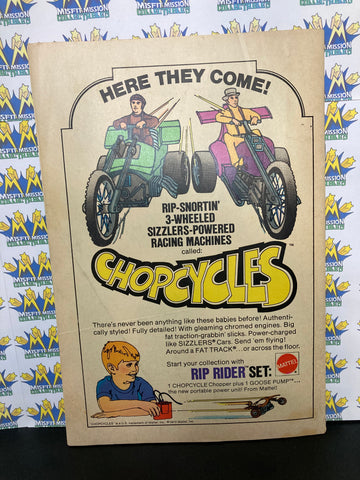 MISFIT MISSION
COLLECTIBLES
HERE THEY COME!
RIP-SNORTIN'
3-WHEELED
SIZZLERS-POWERED
RACING MACHINES
called:
CHOPCYCLES™
There's never been anything like these babies before! Authenti-
cally styled! Fully detailed! With gleaming chromed engines. Big
fat traction-grabbin' slicks. Power-charged
like SIZZLERS® Cars. Send 'em flying!
Around a FAT TRACK®...or across the floor.
Start your collection with
RIP RIDER™ SET:
MATTEL
1 CHOPCYCLE Chopper plus 1 GOOSE PUMP™...
the new portable power unit! From Mattel!